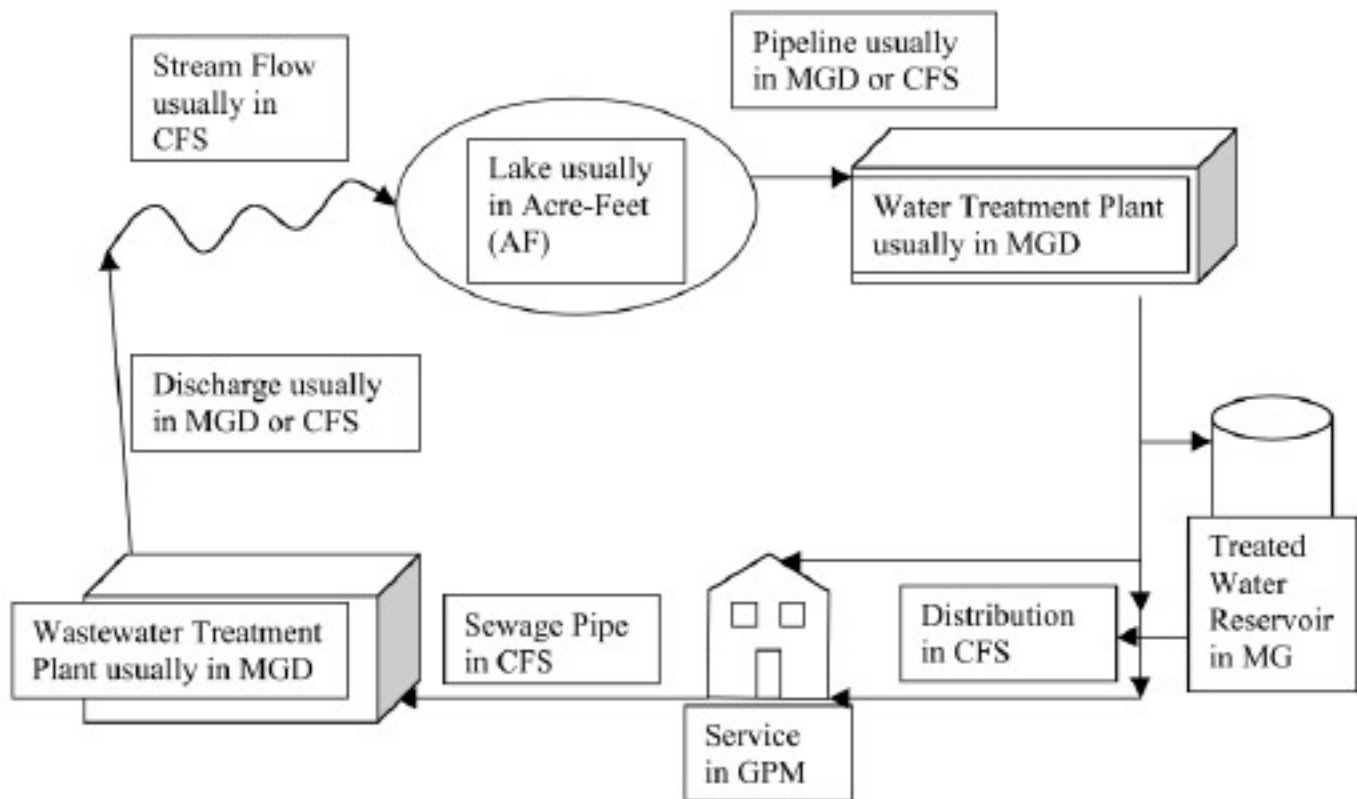 Stream Flow
usually in
CFS
Pipeline usually
in MGD or CFS
Lake usually
in Acre-Feet
(AF)
Water Treatment Plant
usually in MGD
Discharge usually
in MGD or CFS
Treated
Water
Reservoir
in MG
Distribution
in CFS
Sewage Pipe
in CFS
Wastewater Treatment
Plant usually in MGD
Service
in GPM